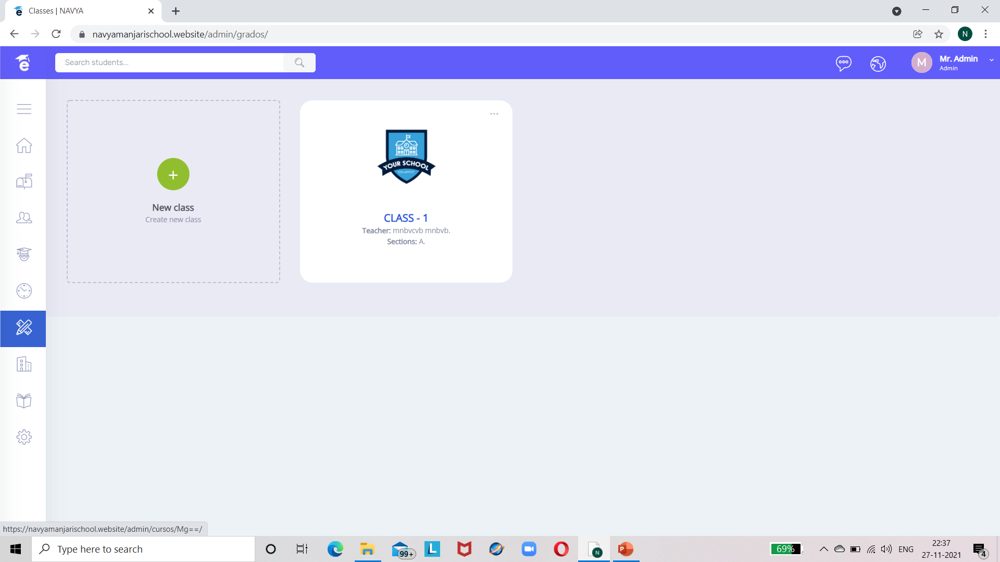 Classes | NAVYA
navyamanjarischool.website/admin/grados/
N
e
Search students...
M
Mr. Admin
Admin
New class
Create new class
YOUR SCHOOL
EDUAPPGT
CLASS - 1
Teacher: mnbvcvb mnbvb.
Sections: A.
https://navyamanjarischool.website/admin/cursos/Mg==/
Type here to search
99+
L
N
P
69%
ENG
22:37
27-11-2021
4